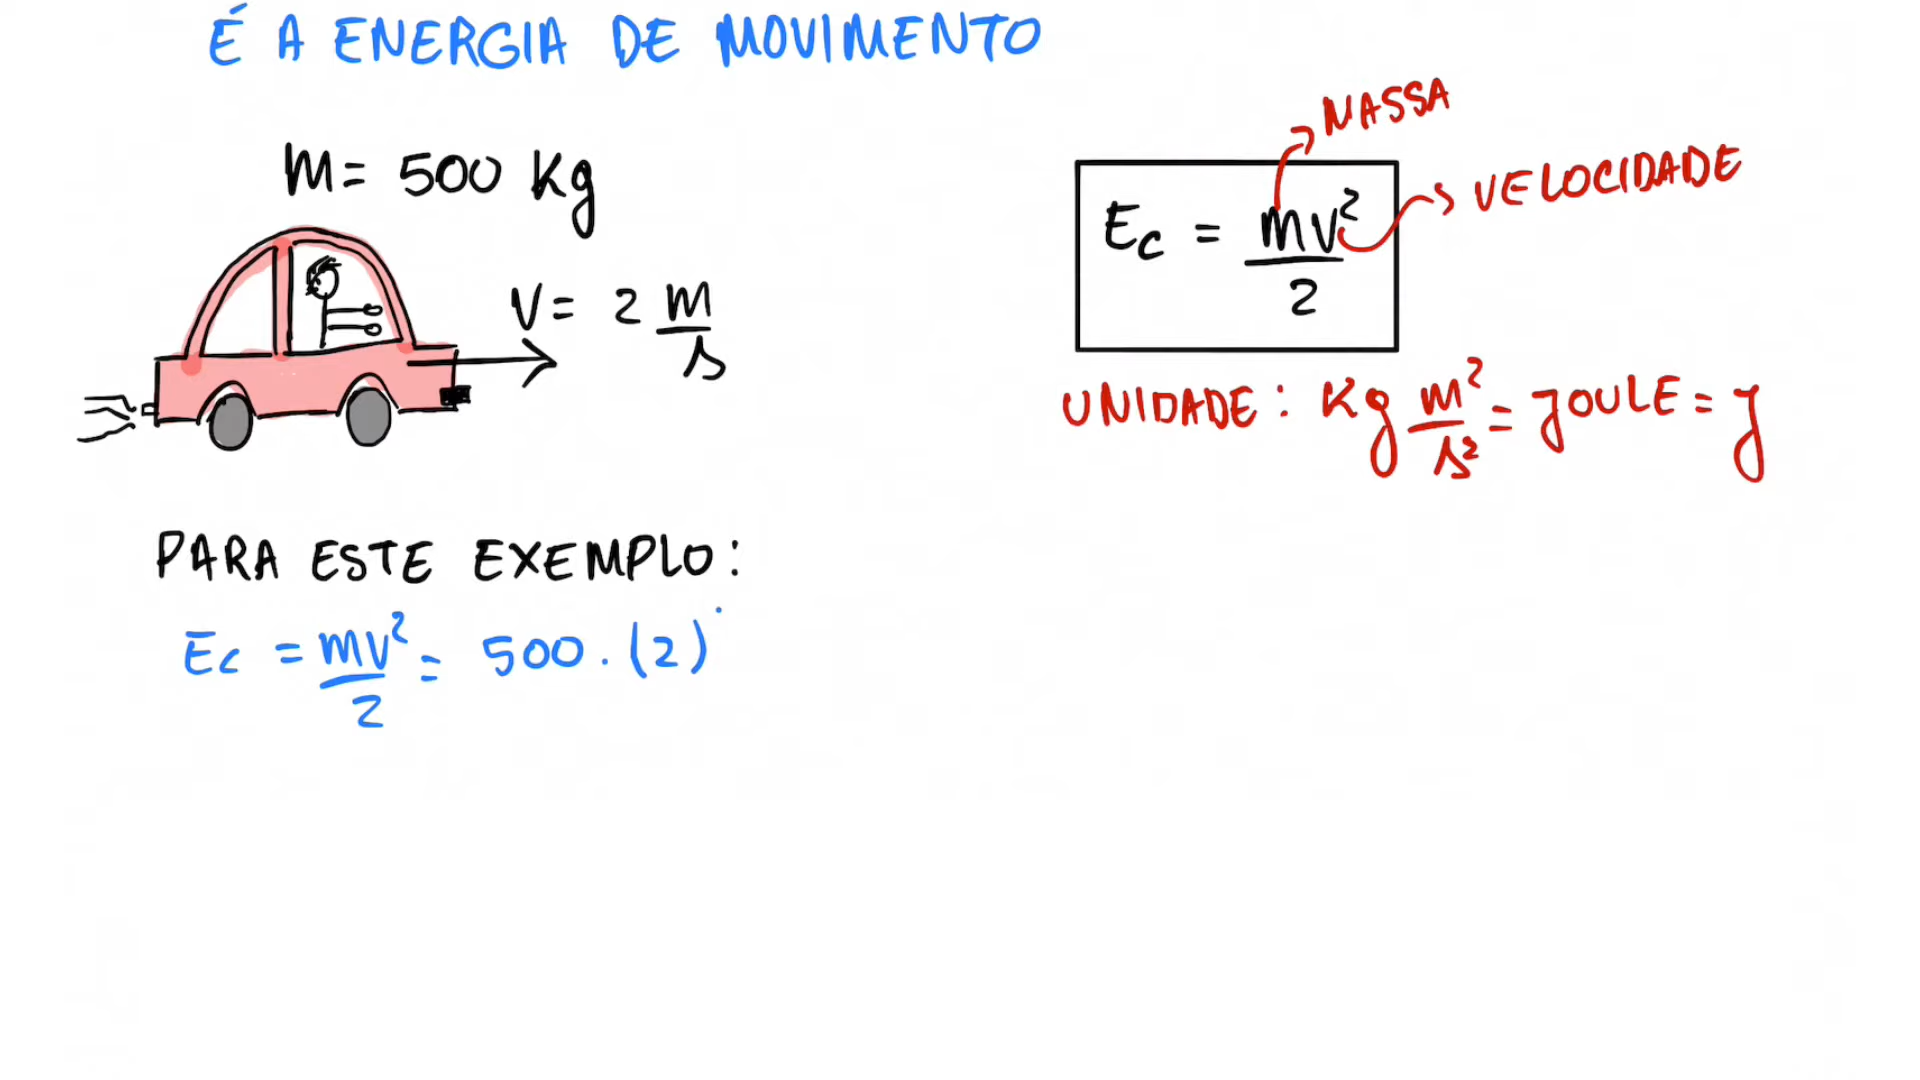 É A ENERGIA DE MOVIMENTO
m = 500 Kg
V = 2 m/s
MASSA
VELOCIDADE
Ec = mv²/2
UNIDADE: Kg m²/s² = JOULE = J
PARA ESTE EXEMPLO:
Ec = mv²/2 = 500 . (2)